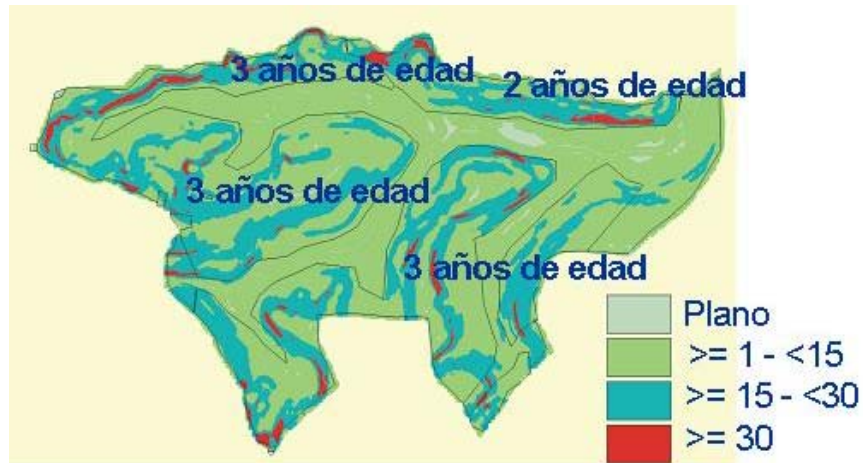 3 años de edad
2 años de edad
3 años de edad
3 años de edad
Plano
>= 1 - <15
>= 15 - <30
>= 30